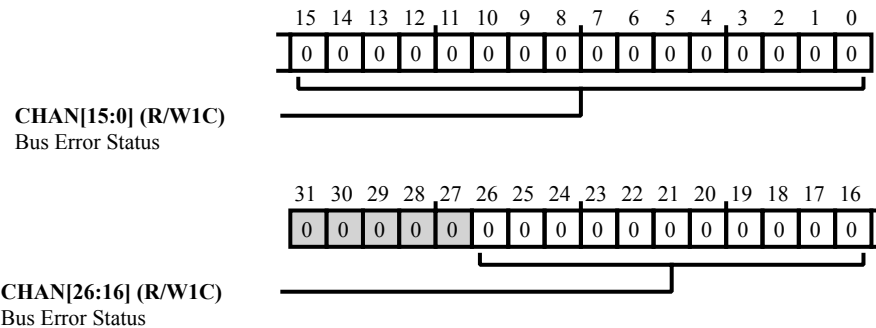 15 14 13 12 11 10 9 8 7 6 5 4 3 2 1 0
0 0 0 0 0 0 0 0 0 0 0 0 0 0 0 0
CHAN[15:0] (R/W1C)
Bus Error Status
31 30 29 28 27 26 25 24 23 22 21 20 19 18 17 16
0 0 0 0 0 0 0 0 0 0 0 0 0 0 0 0
CHAN[26:16] (R/W1C)
Bus Error Status